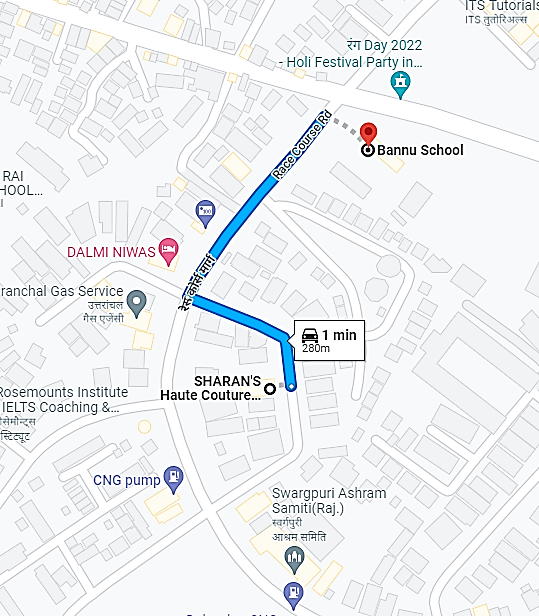 ITS Tutorials
ITS तुतोरिअल्स
रंग Day 2022
- Holi Festival Party in...
Race Course Rd
Bannu School
RAI
HOOL...
DALMI NIWAS
रेस कोर्स मार्ग
ranchal Gas Service
उत्तरांचल
गैस एजेंसी
1 min
280m
SHARAN'S
Haute Couture...
Rosemounts Institute
IELTS Coaching &...
सेमौन्ट्स
स्टिट्यूट
CNG pump
Swargpuri Ashram
Samiti(Raj.)
स्वर्गपुरी
आश्रम समिति